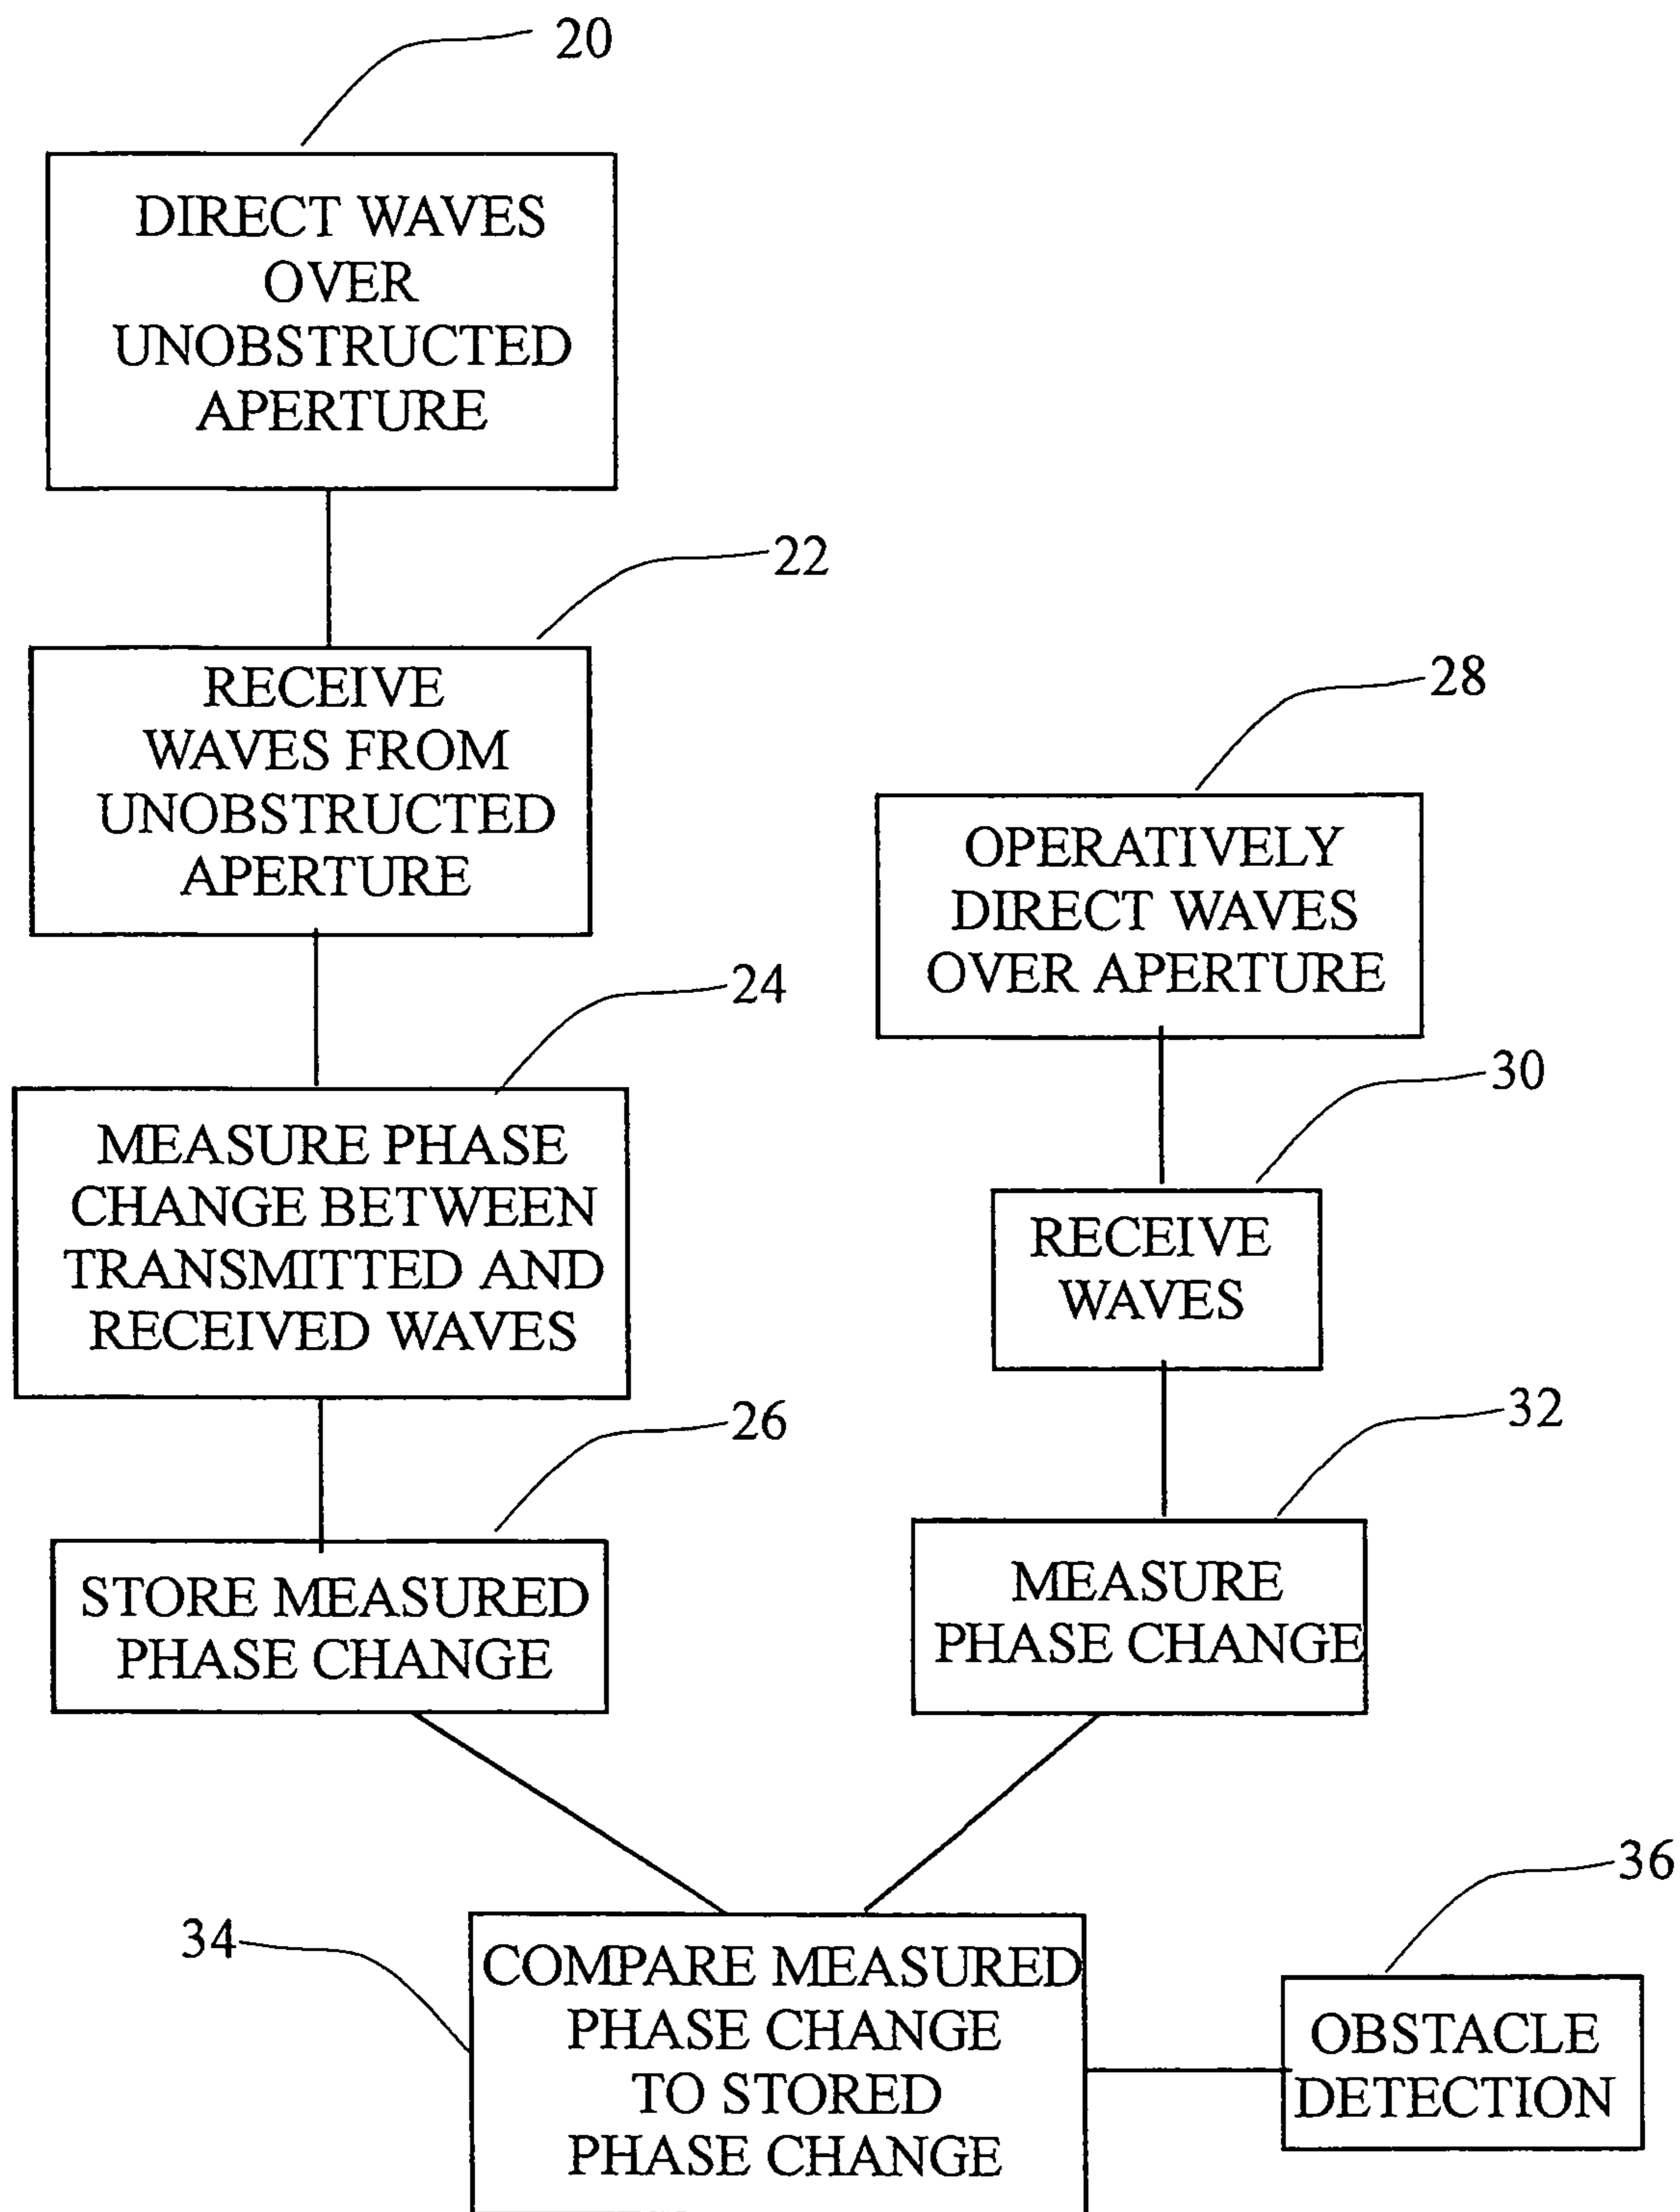 20
DIRECT WAVES
OVER
UNOBSTRUCTED
APERTURE
22
RECEIVE
WAVES FROM
UNOBSTRUCTED
APERTURE
24
MEASURE PHASE
CHANGE BETWEEN
TRANSMITTED AND
RECEIVED WAVES
26
STORE MEASURED
PHASE CHANGE
28
OPERATIVELY
DIRECT WAVES
OVER APERTURE
30
RECEIVE
WAVES
32
MEASURE
PHASE CHANGE
34
COMPARE MEASURED
PHASE CHANGE
TO STORED
PHASE CHANGE
36
OBSTACLE
DETECTION